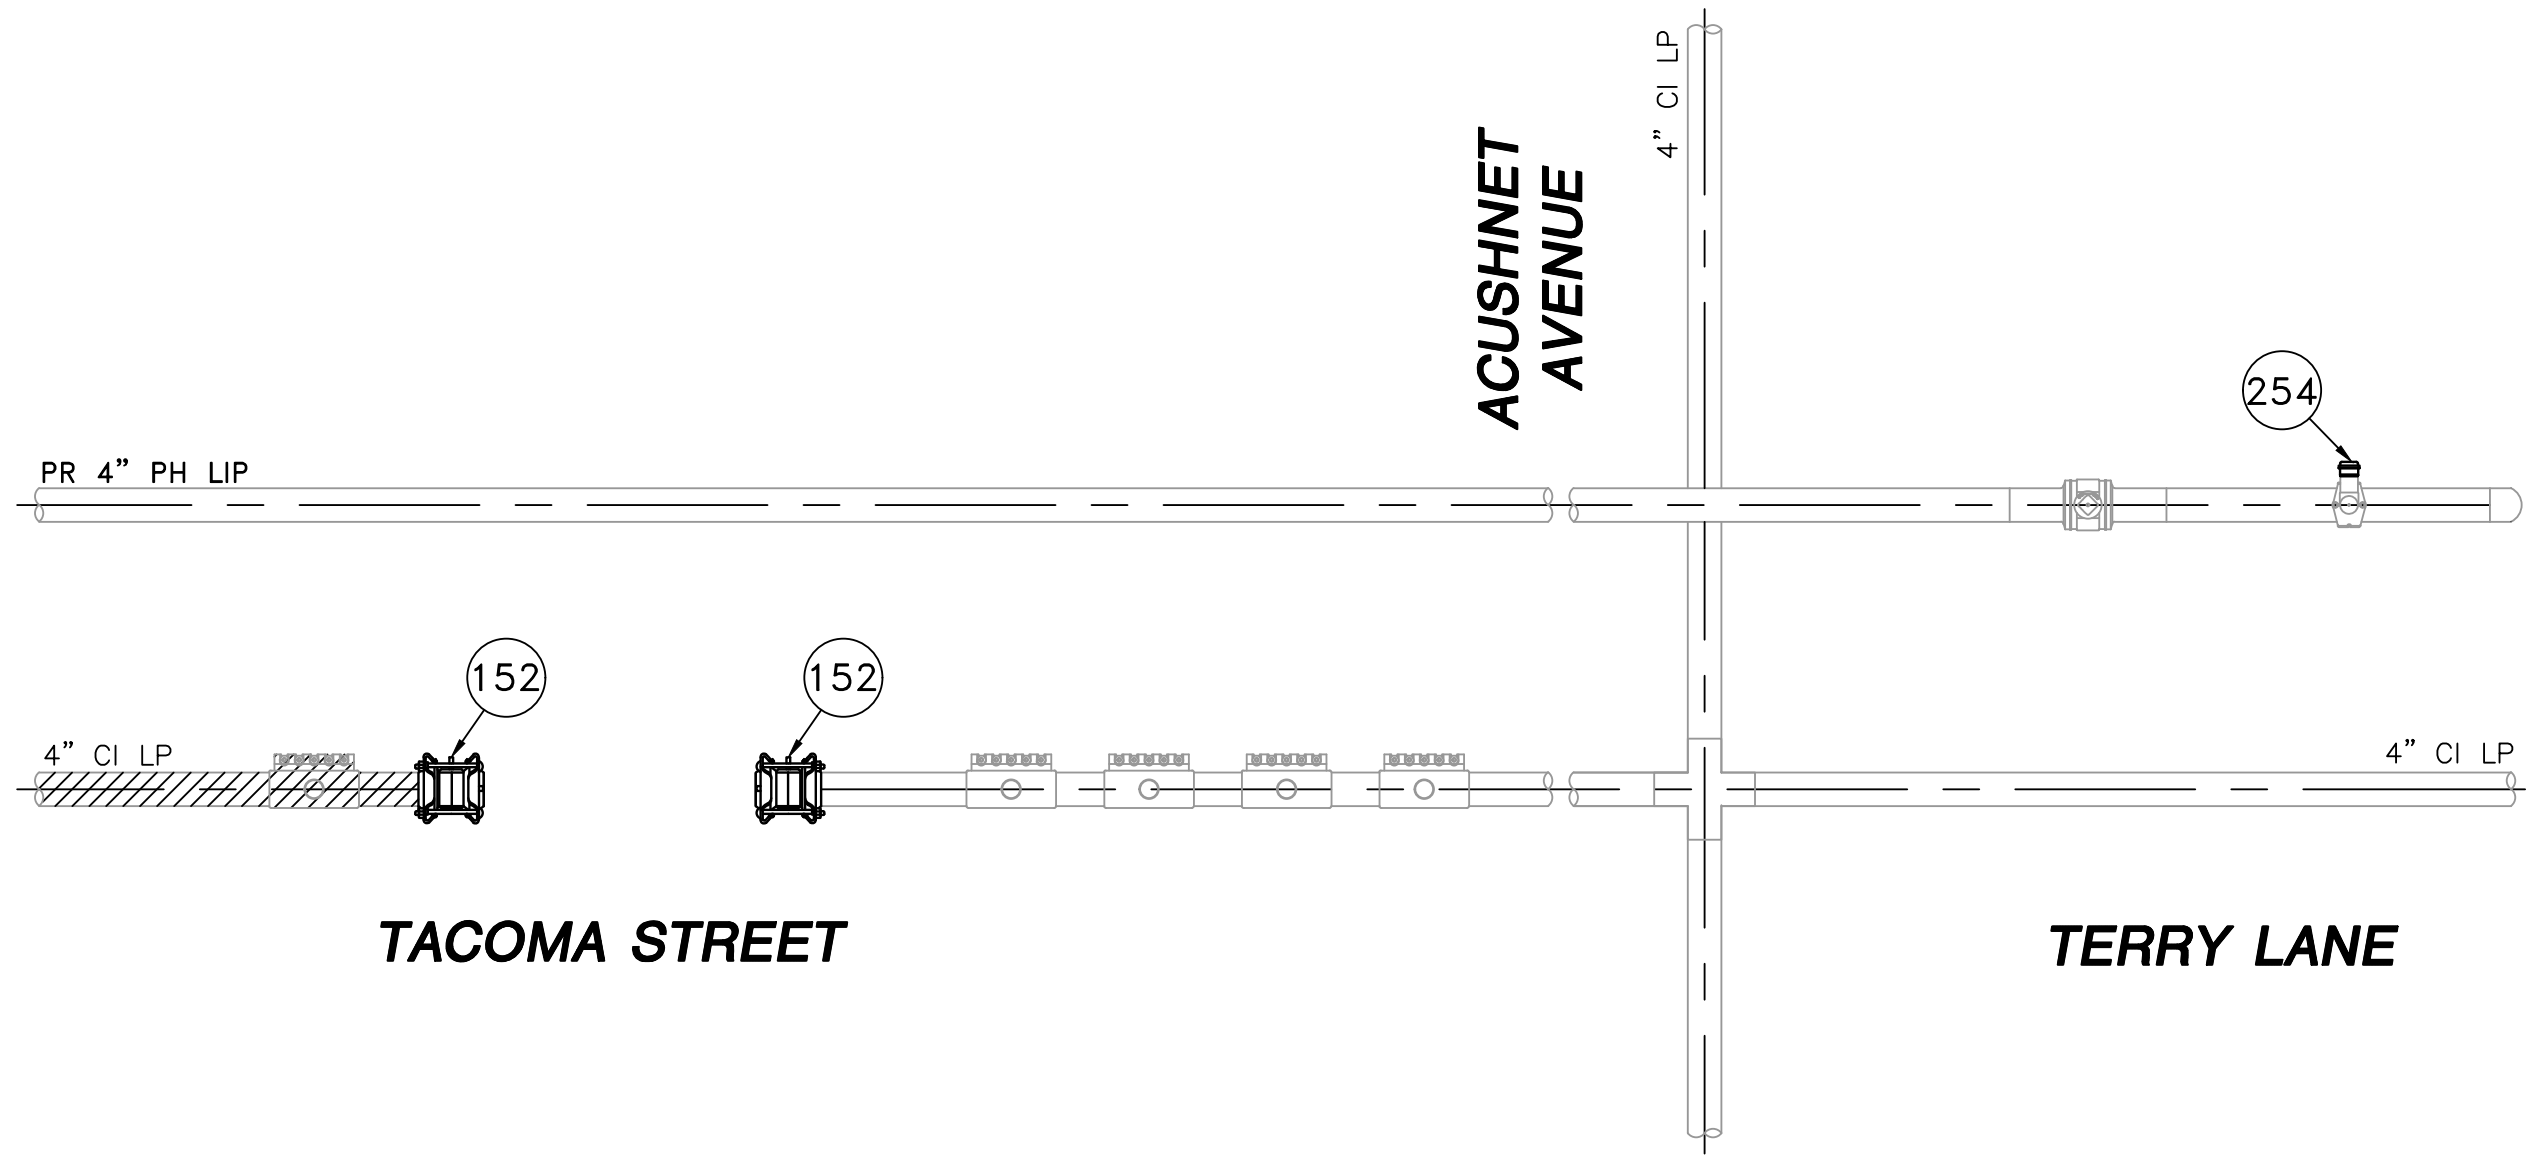 4” CI LP
ACUSHNET
AVENUE
254
PR 4” PH LIP
152
152
4” CI LP
4” CI LP
TACOMA STREET
TERRY LANE